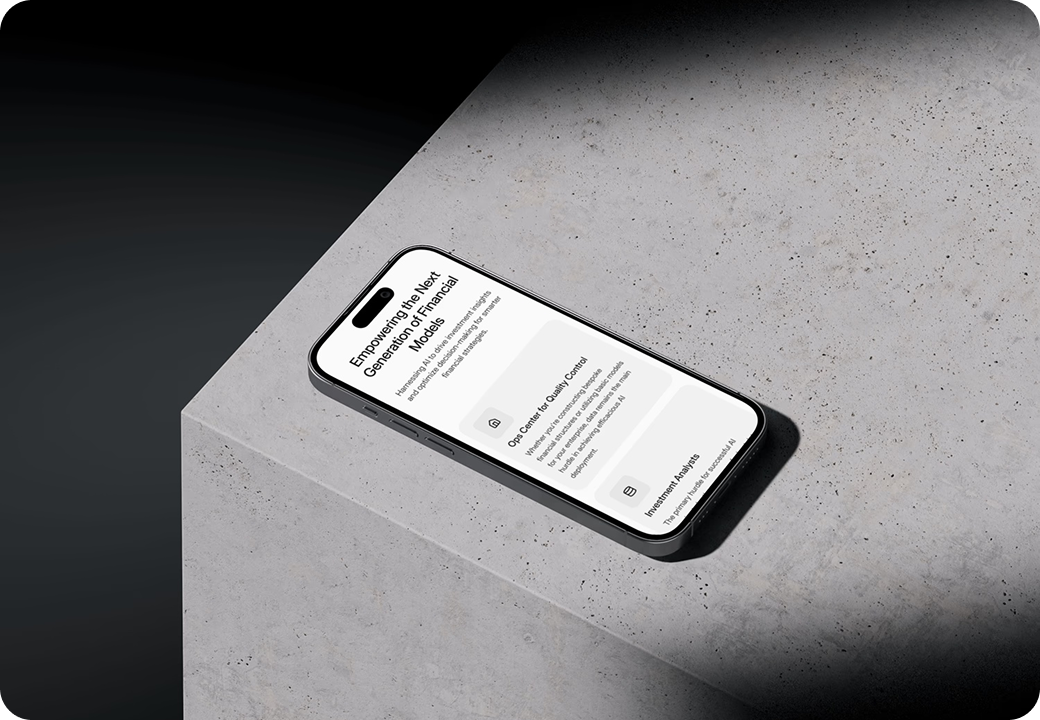 Empowering the Next
Generation of Financial
Models
Harnessing AI to drive investment insights
and optimize decision-making for smarter
financial strategies.
Ops Center for Quality Control
Whether you're constructing bespoke
financial structures or utilizing basic models
for your enterprise, data remains the main
hurdle in achieving efficacious AI
deployment.
Investment Analysts
The primary hurdle for successful AI